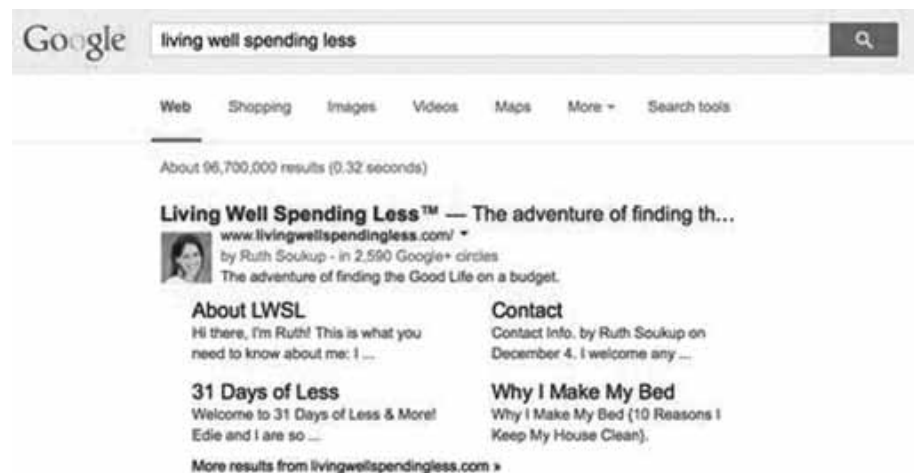 Google
living well spending less
Web Shopping Images Videos Maps More Search tools
About 96,700,000 results (0.32 seconds)
Living Well Spending Less™ — The adventure of finding th...
www.livingwellspendingless.com/
by Ruth Soukup - in 2,590 Google+ circles
The adventure of finding the Good Life on a budget.
About LWSL
Hi there, I'm Ruth! This is what you
need to know about me: I ...
Contact
Contact Info. by Ruth Soukup on
December 4. I welcome any ...
31 Days of Less
Welcome to 31 Days of Less & More!
Edie and I are so ...
Why I Make My Bed
Why I Make My Bed {10 Reasons I
Keep My House Clean}.
More results from livingwellspendingless.com »